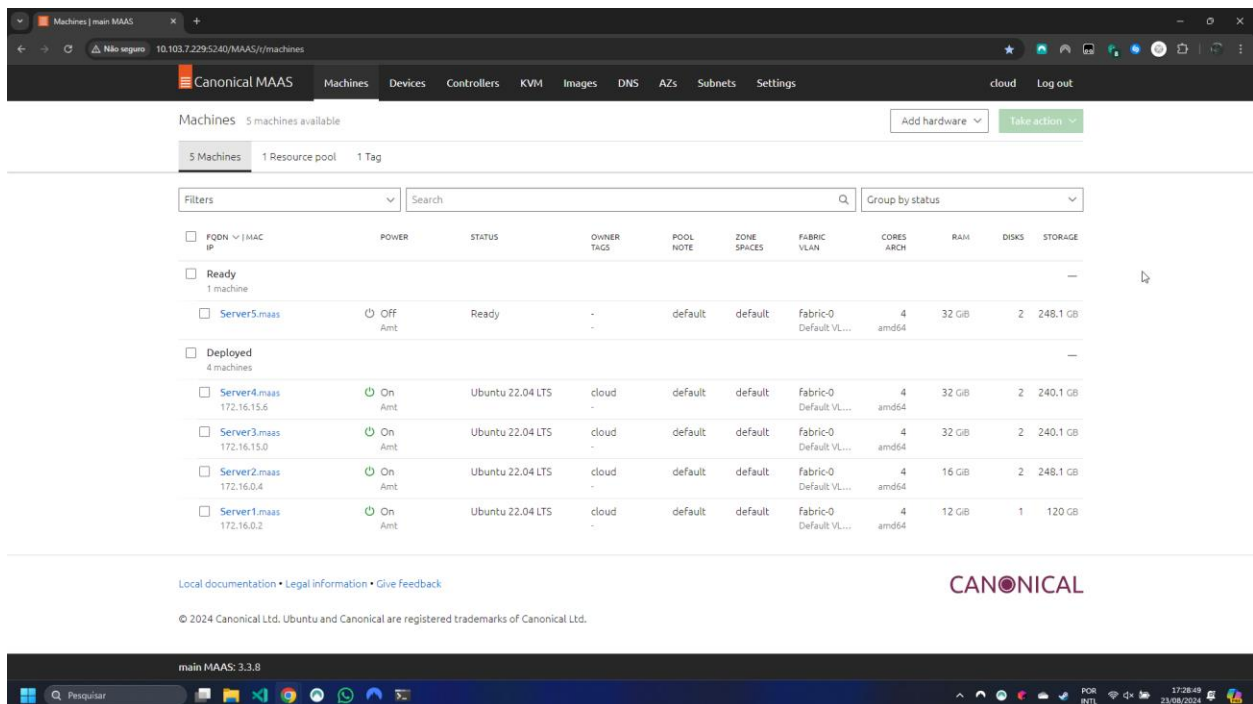 Machines | main MAAS
Não seguro 10.103.7.229:5240/MAAS/r/machines
Canonical MAAS Machines Devices Controllers KVM Images DNS AZs Subnets Settings cloud Log out
Machines 5 machines available Add hardware Take action
5 Machines 1 Resource pool 1 Tag
Filters Search Group by status
FQDN | MAC POWER STATUS OWNER POOL ZONE FABRIC CORES RAM DISKS STORAGE
IP TAGS NOTE SPACES VLAN ARCH
Ready
1 machine
Server5.maas Off Ready - default default fabric-0 4 32 GiB 2 248.1 GB
Amt - Default VL... amd64
Deployed
4 machines
Server4.maas On Ubuntu 22.04 LTS cloud default default fabric-0 4 32 GiB 2 240.1 GB
172.16.15.6 Amt - Default VL... amd64
Server3.maas On Ubuntu 22.04 LTS cloud default default fabric-0 4 32 GiB 2 240.1 GB
172.16.15.0 Amt - Default VL... amd64
Server2.maas On Ubuntu 22.04 LTS cloud default default fabric-0 4 16 GiB 2 248.1 GB
172.16.0.4 Amt - Default VL... amd64
Server1.maas On Ubuntu 22.04 LTS cloud default default fabric-0 4 12 GiB 1 120 GB
172.16.0.2 Amt - Default VL... amd64
Local documentation • Legal information • Give feedback
CANONICAL
© 2024 Canonical Ltd. Ubuntu and Canonical are registered trademarks of Canonical Ltd.
main MAAS: 3.3.8
Pesquisar POR 17:28:49
INTL 23/08/2024